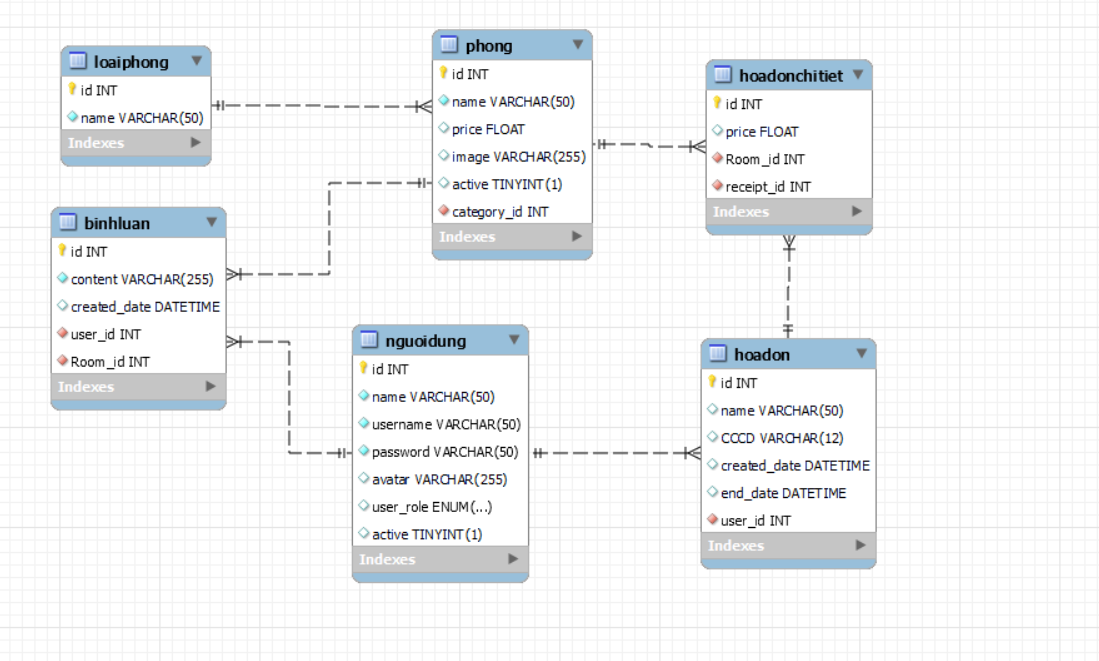 loaiphong
id INT
name VARCHAR(50)
Indexes
phong
id INT
name VARCHAR(50)
price FLOAT
image VARCHAR(255)
active TINYINT(1)
category_id INT
Indexes
hoadonchitiet
id INT
price FLOAT
Room_id INT
receipt_id INT
Indexes
binhluan
id INT
content VARCHAR(255)
created_date DATETIME
user_id INT
Room_id INT
Indexes
nguoidung
id INT
name VARCHAR(50)
username VARCHAR(50)
password VARCHAR(50)
avatar VARCHAR(255)
user_role ENUM(...)
active TINYINT(1)
Indexes
hoadon
id INT
name VARCHAR(50)
CCCD VARCHAR(12)
created_date DATETIME
end_date DATETIME
user_id INT
Indexes